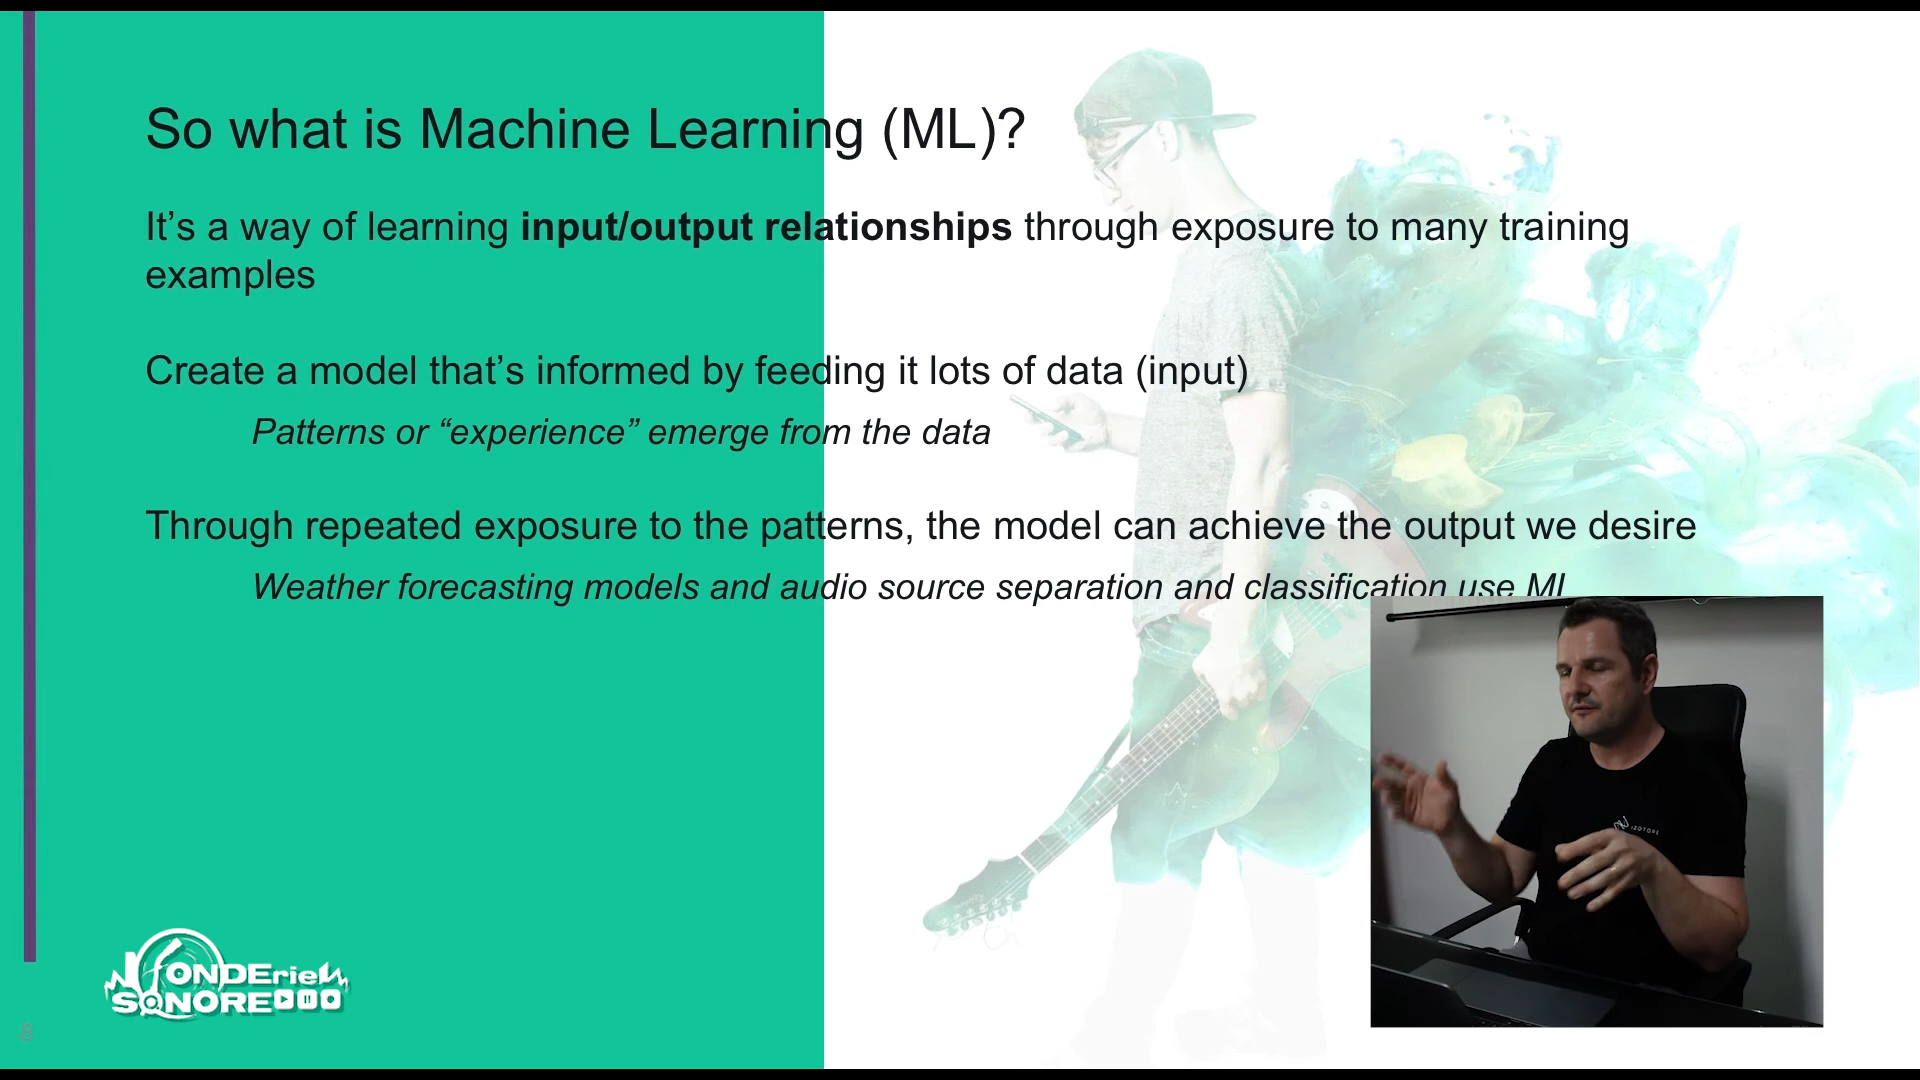 So what is Machine Learning (ML)?
It’s a way of learning input/output relationships through exposure to many training
examples
Create a model that’s informed by feeding it lots of data (input)
Patterns or “experience” emerge from the data
Through repeated exposure to the patterns, the model can achieve the output we desire
Weather forecasting models and audio source separation and classification use ML
FONDErieN
SONORE
8